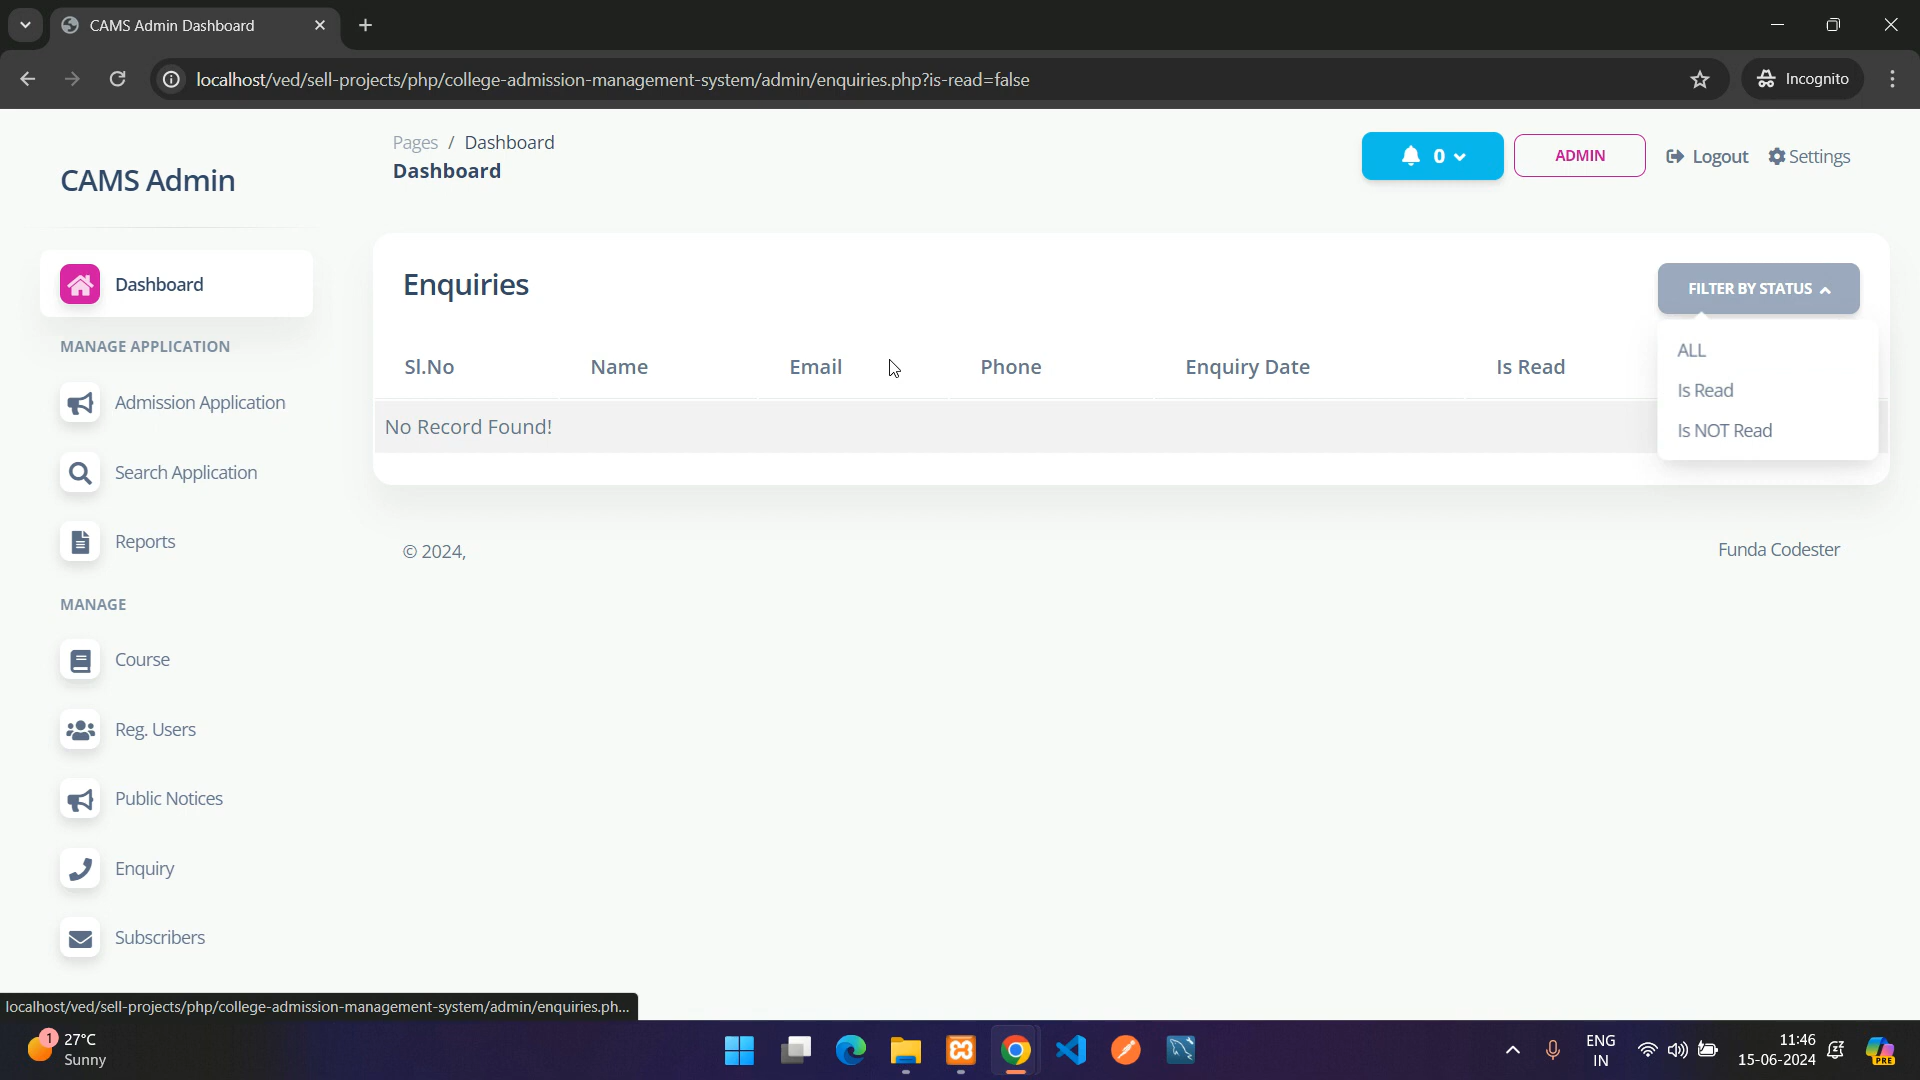 CAMS Admin Dashboard
localhost/ved/sell-projects/php/college-admission-management-system/admin/enquiries.php?is-read=false
Incognito
CAMS Admin
Pages / Dashboard
Dashboard
0
ADMIN
Logout
Settings
Dashboard
MANAGE APPLICATION
Admission Application
Search Application
Reports
MANAGE
Course
Reg. Users
Public Notices
Enquiry
Subscribers
Enquiries
FILTER BY STATUS
ALL
Is Read
Is NOT Read
Sl.No Name Email Phone Enquiry Date Is Read
No Record Found!
© 2024,
Funda Codester
localhost/ved/sell-projects/php/college-admission-management-system/admin/enquiries.ph...
1
27°C
Sunny
ENG
IN
11:46
15-06-2024
PRE